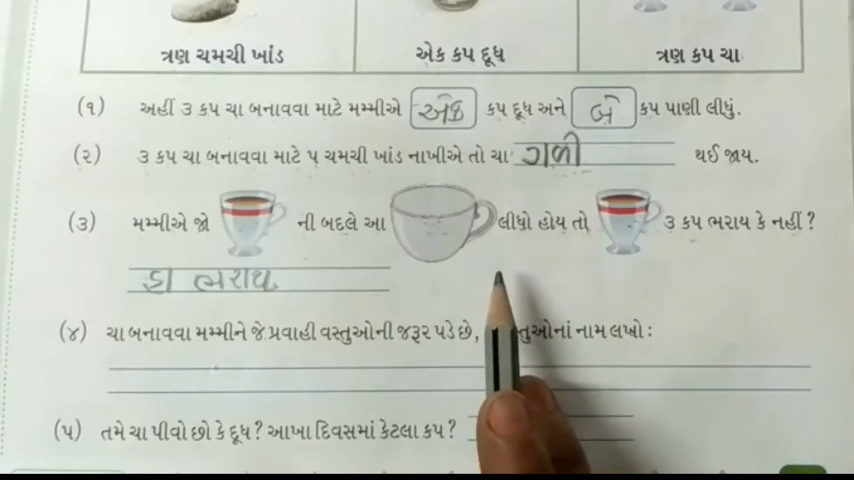 ત્રણ ચમચી ખાંડ
એક કપ દૂધ
ત્રણ કપ ચા
(૧) અહીં ૩ કપ ચા બનાવવા માટે મમ્મીએ એક કપ દૂધ અને બે કપ પાણી લીધું.
(૨) ૩ કપ ચા બનાવવા માટે ૫ ચમચી ખાંડ નાખીએ તો ચા ગળી થઈ જાય.
(૩) મમ્મીએ જો ની બદલે આ લીધો હોય તો ૩ કપ ભરાય કે નહીં ?
હા ભરાય.
(૪) ચા બનાવવા મમ્મીને જે પ્રવાહી વસ્તુઓની જરૂર પડે છે, તુઓનાં નામ લખો :
(૫) તમે ચા પીવો છો કે દૂધ ? આખા દિવસમાં કેટલા કપ ?